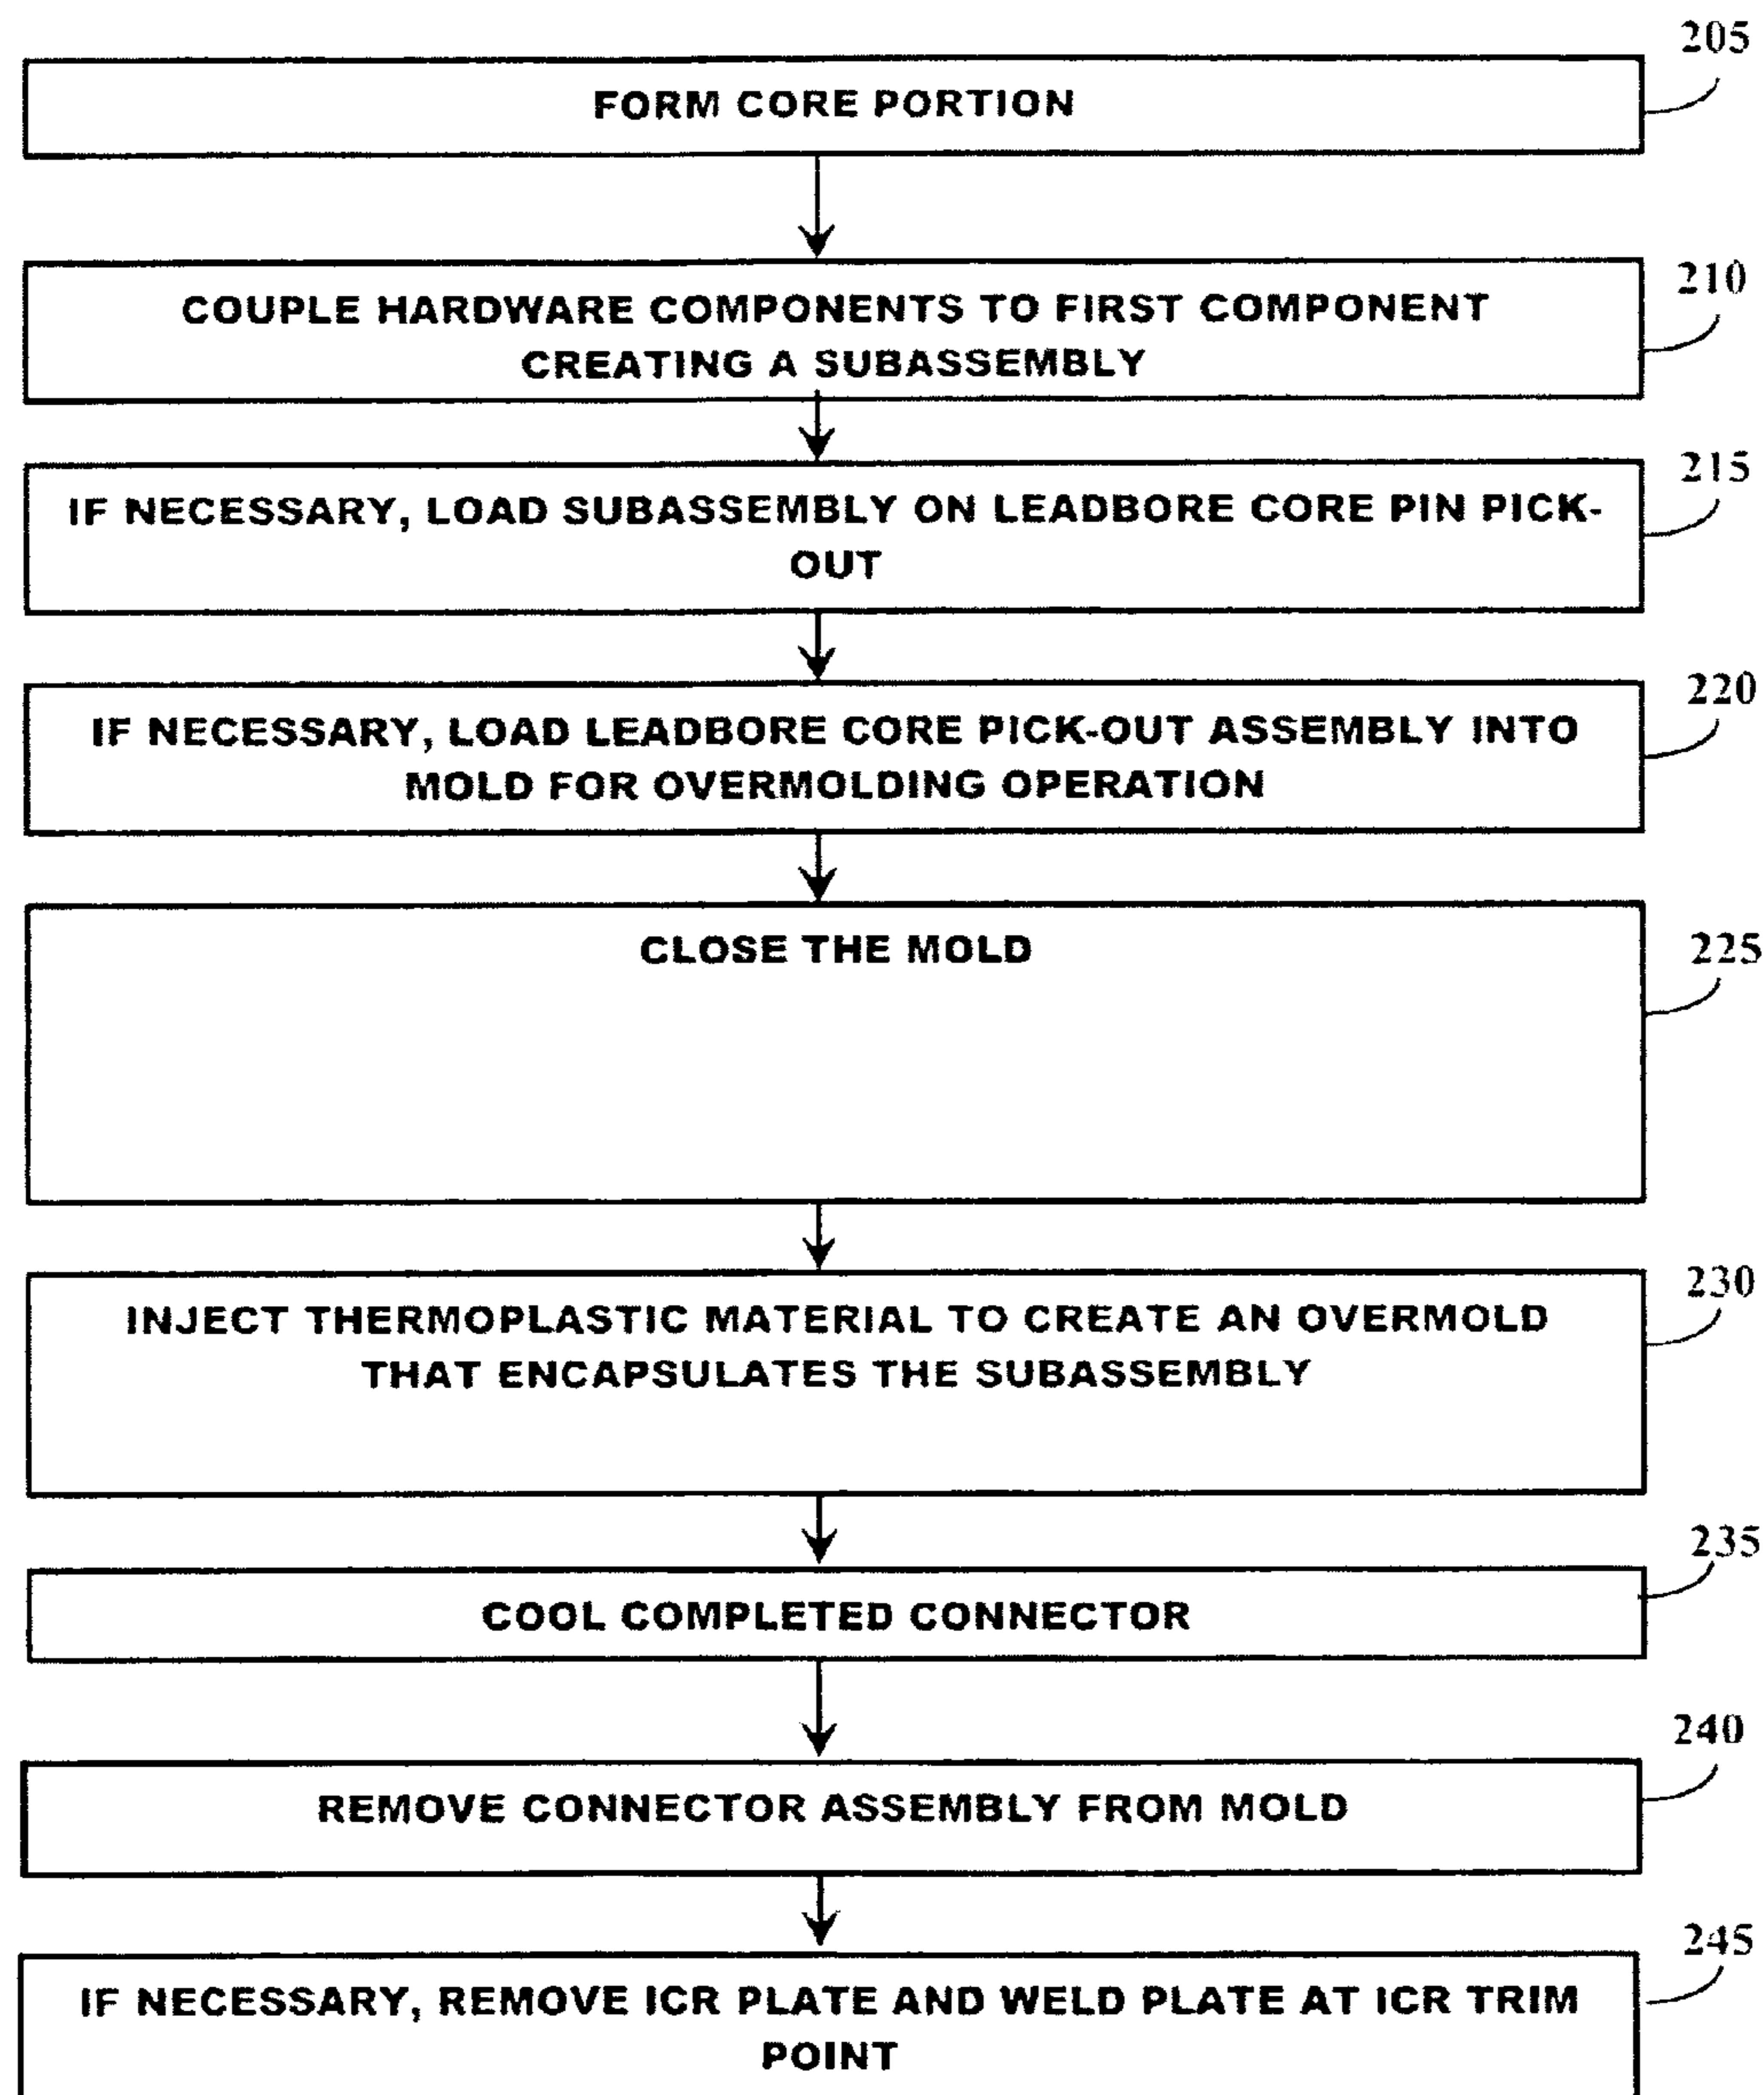 205
FORM CORE PORTION
210
COUPLE HARDWARE COMPONENTS TO FIRST COMPONENT
CREATING A SUBASSEMBLY
215
IF NECESSARY, LOAD SUBASSEMBLY ON LEADBORE CORE PIN PICK-
OUT
220
IF NECESSARY, LOAD LEADBORE CORE PICK-OUT ASSEMBLY INTO
MOLD FOR OVERMOLDING OPERATION
225
CLOSE THE MOLD
230
INJECT THERMOPLASTIC MATERIAL TO CREATE AN OVERMOLD
THAT ENCAPSULATES THE SUBASSEMBLY
235
COOL COMPLETED CONNECTOR
240
REMOVE CONNECTOR ASSEMBLY FROM MOLD
245
IF NECESSARY, REMOVE ICR PLATE AND WELD PLATE AT ICR TRIM
POINT